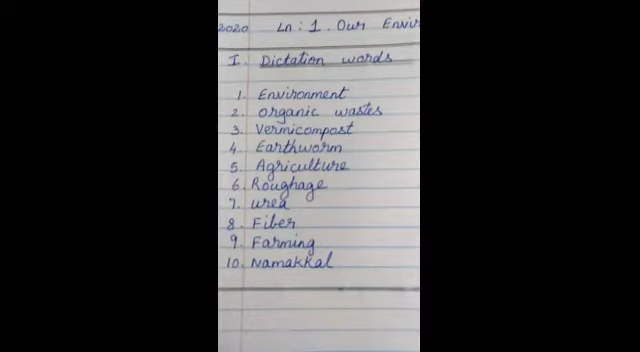 2020 Ln : 1. Our Envir
I. Dictation words
1. Environment
2. organic wastes
3. Vermicompost
4. Earthworm
5. Agriculture
6. Roughage
7. urea
8. Fiber
9. Farming
10. Namakkal